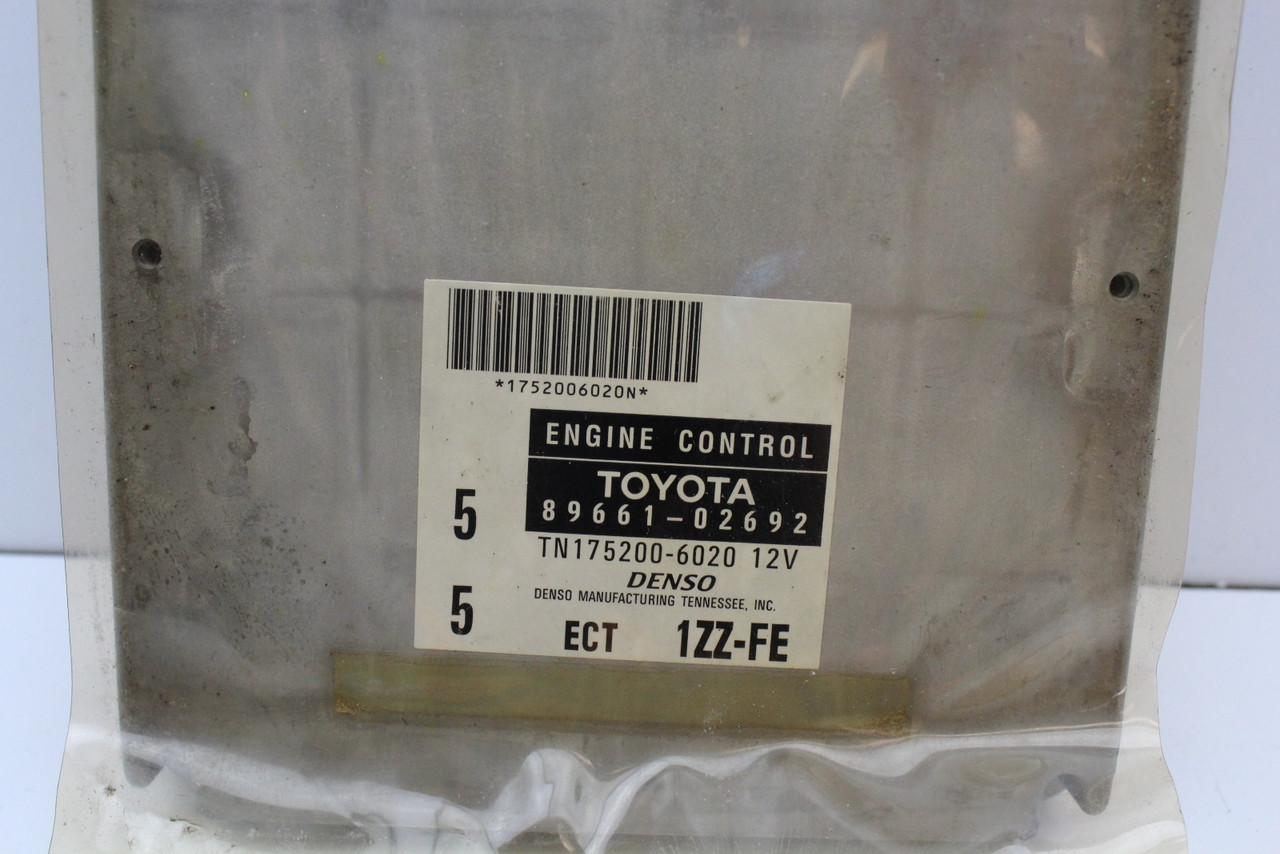 *1752006020N*
ENGINE CONTROL
TOYOTA
89661-02692
5
TN175200-6020 12V
DENSO
DENSO MANUFACTURING TENNESSEE, INC.
5
ECT 1ZZ-FE